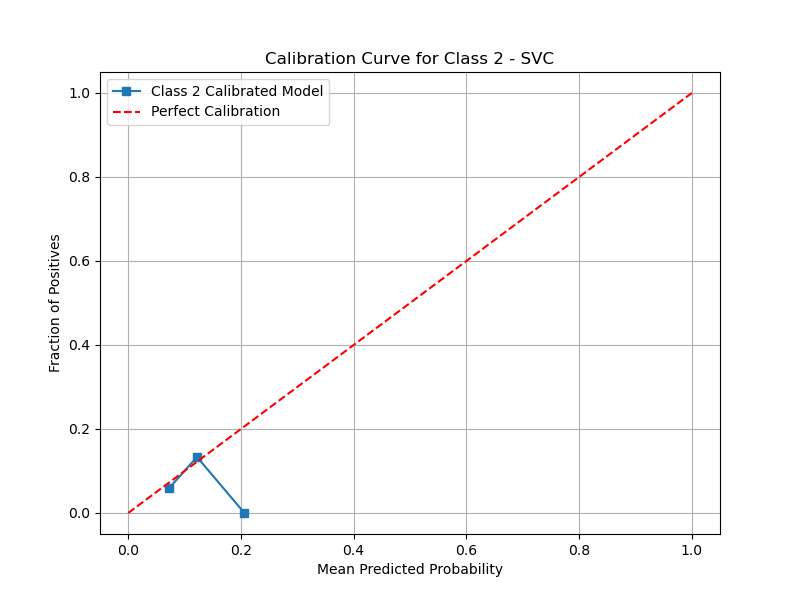 Calibration Curve for Class 2 - SVC
Class 2 Calibrated Model
Perfect Calibration
Fraction of Positives
1.0
0.8
0.6
0.4
0.2
0.0
0.0 0.2 0.4 0.6 0.8 1.0
Mean Predicted Probability